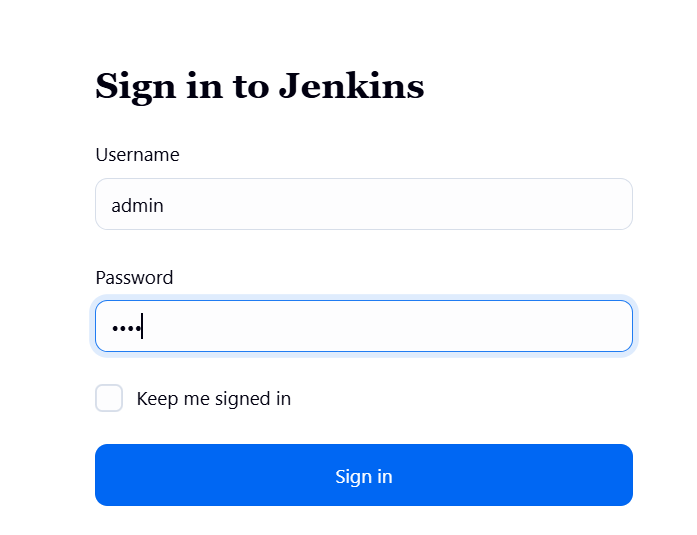 Sign in to Jenkins
Username
admin
Password
••••
Keep me signed in
Sign in